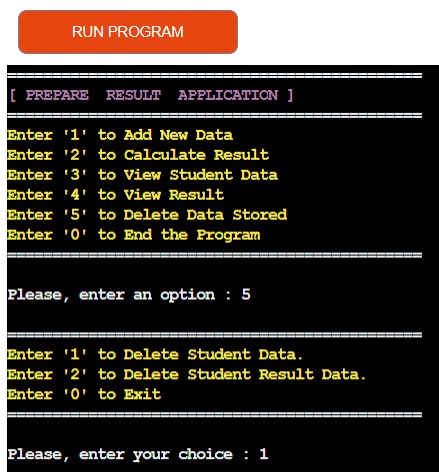 RUN PROGRAM
==============================================
[ PREPARE  RESULT  APPLICATION ]
==============================================
Enter '1' to Add New Data
Enter '2' to Calculate Result
Enter '3' to View Student Data
Enter '4' to View Result
Enter '5' to Delete Data Stored
Enter '0' to End the Program
==============================================
Please, enter an option : 5
==============================================
Enter '1' to Delete Student Data.
Enter '2' to Delete Student Result Data.
Enter '0' to Exit
==============================================
Please, enter your choice : 1